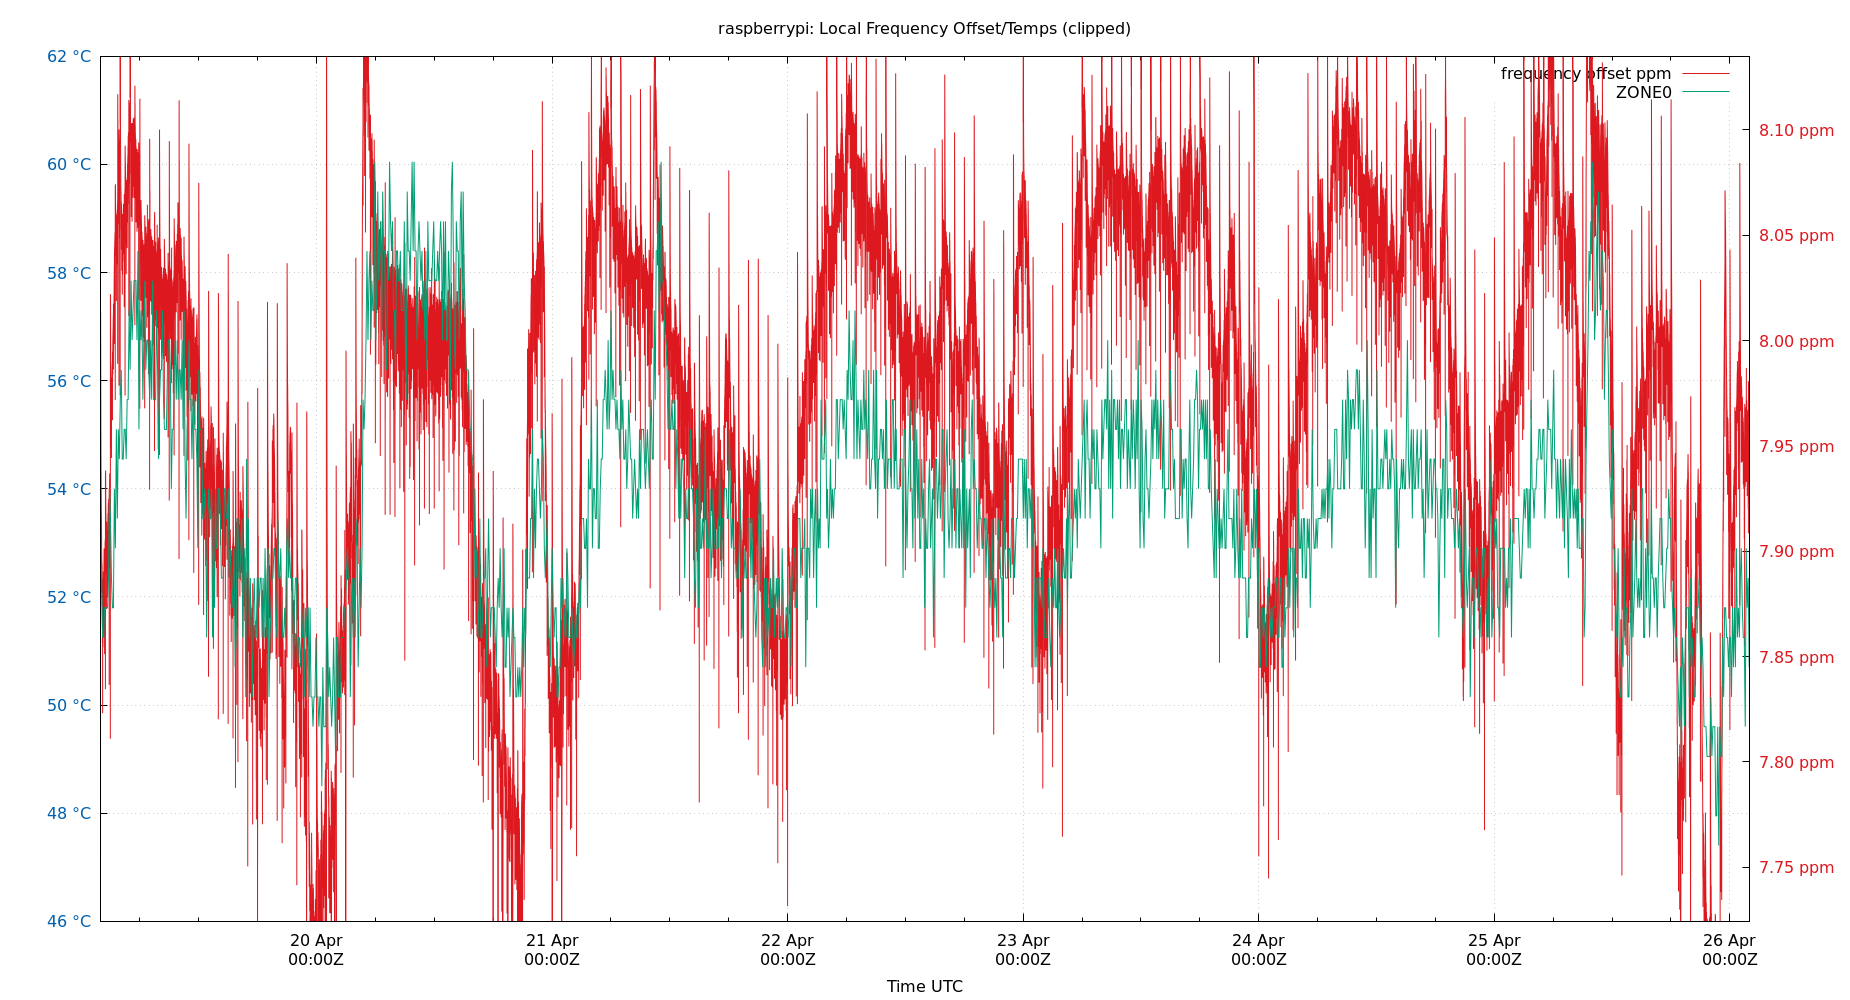 raspberrypi: Local Frequency Offset/Temps (clipped)
62 °C
60 °C
58 °C
56 °C
54 °C
52 °C
50 °C
48 °C
46 °C
frequency offset ppm
ZONE0
8.10 ppm
8.05 ppm
8.00 ppm
7.95 ppm
7.90 ppm
7.85 ppm
7.80 ppm
7.75 ppm
20 Apr
00:00Z
21 Apr
00:00Z
22 Apr
00:00Z
23 Apr
00:00Z
24 Apr
00:00Z
25 Apr
00:00Z
26 Apr
00:00Z
Time UTC